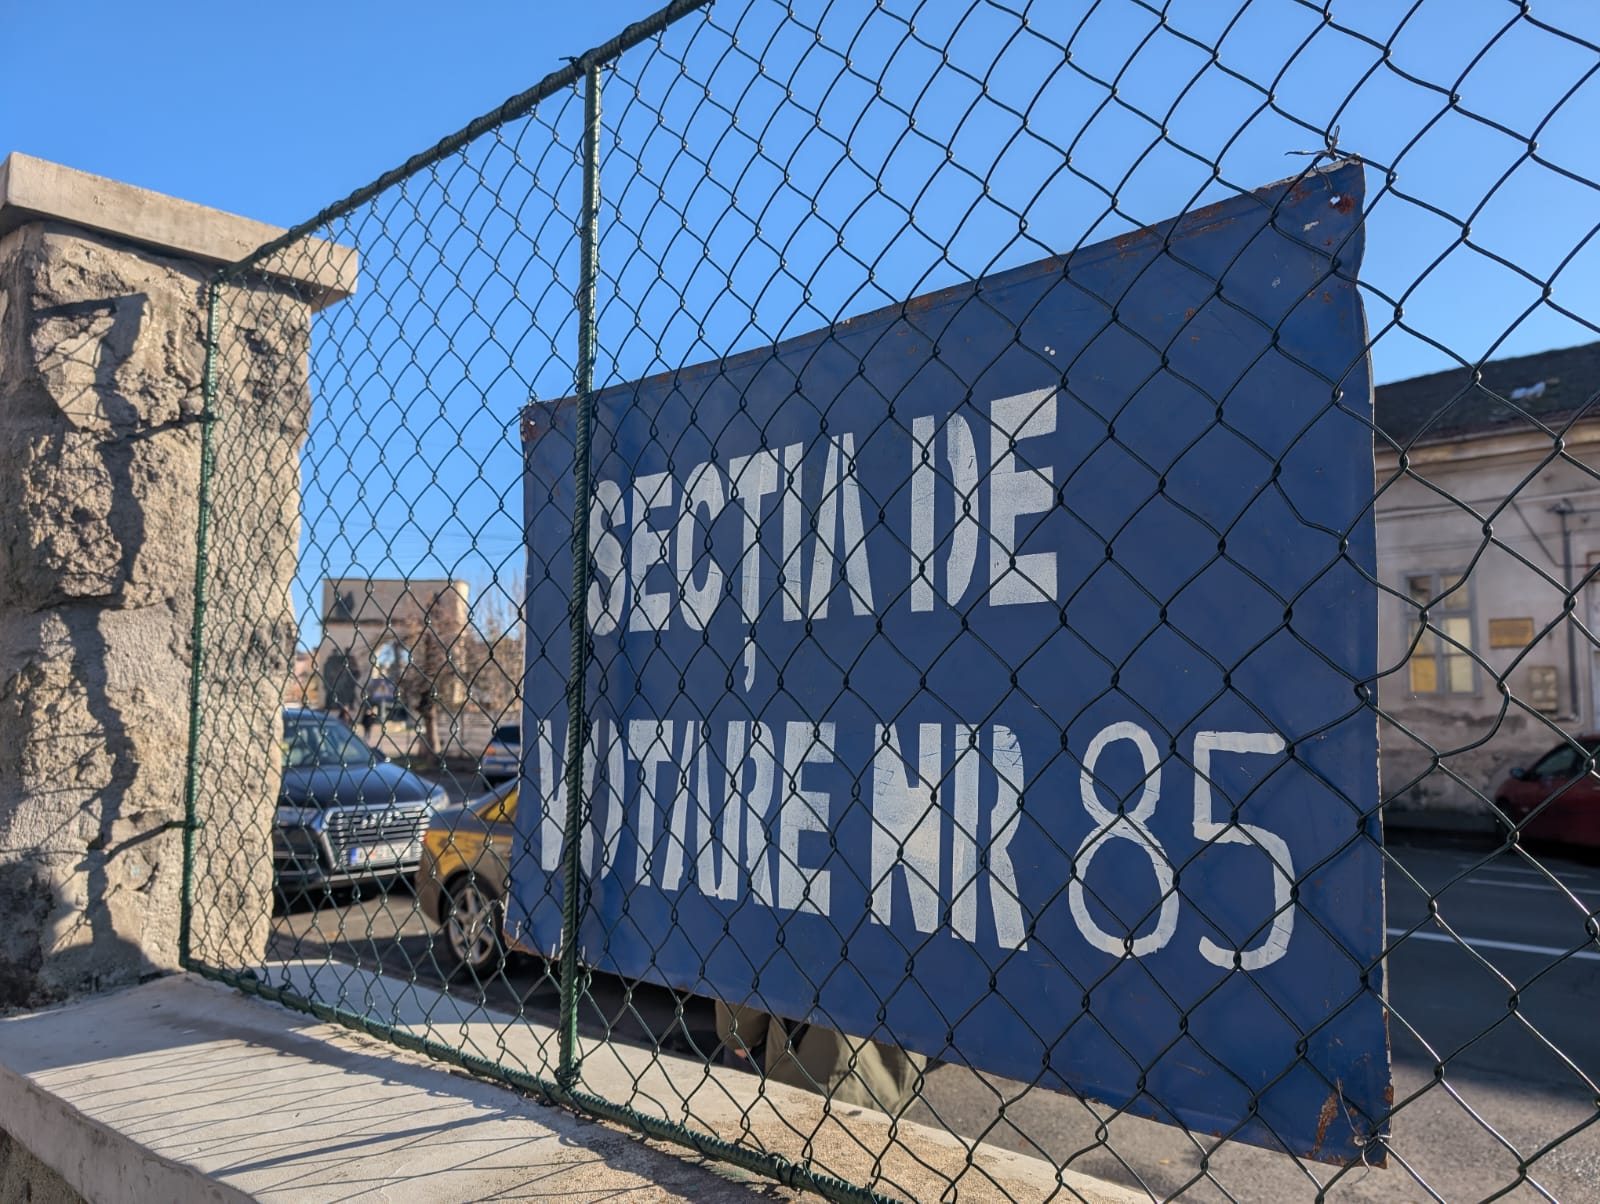 SECȚIA DE
VOTARE NR 85